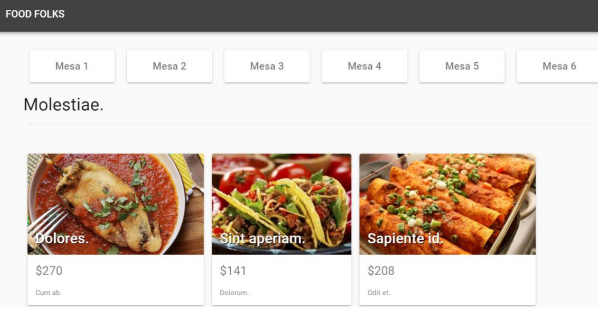 FOOD FOLKS
Mesa 1 Mesa 2 Mesa 3 Mesa 4 Mesa 5 Mesa 6
Molestiae.
Dolores. Sint aperiam. Sapiente id.
$270 $141 $208
Cum ab. Dolorum. Odit et.